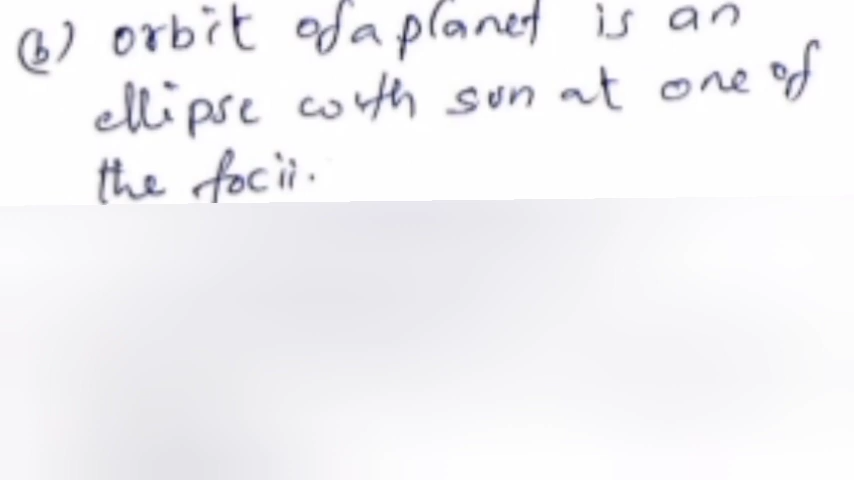 (b) orbit of a planet is an
ellipse with sun at one of
the focii.